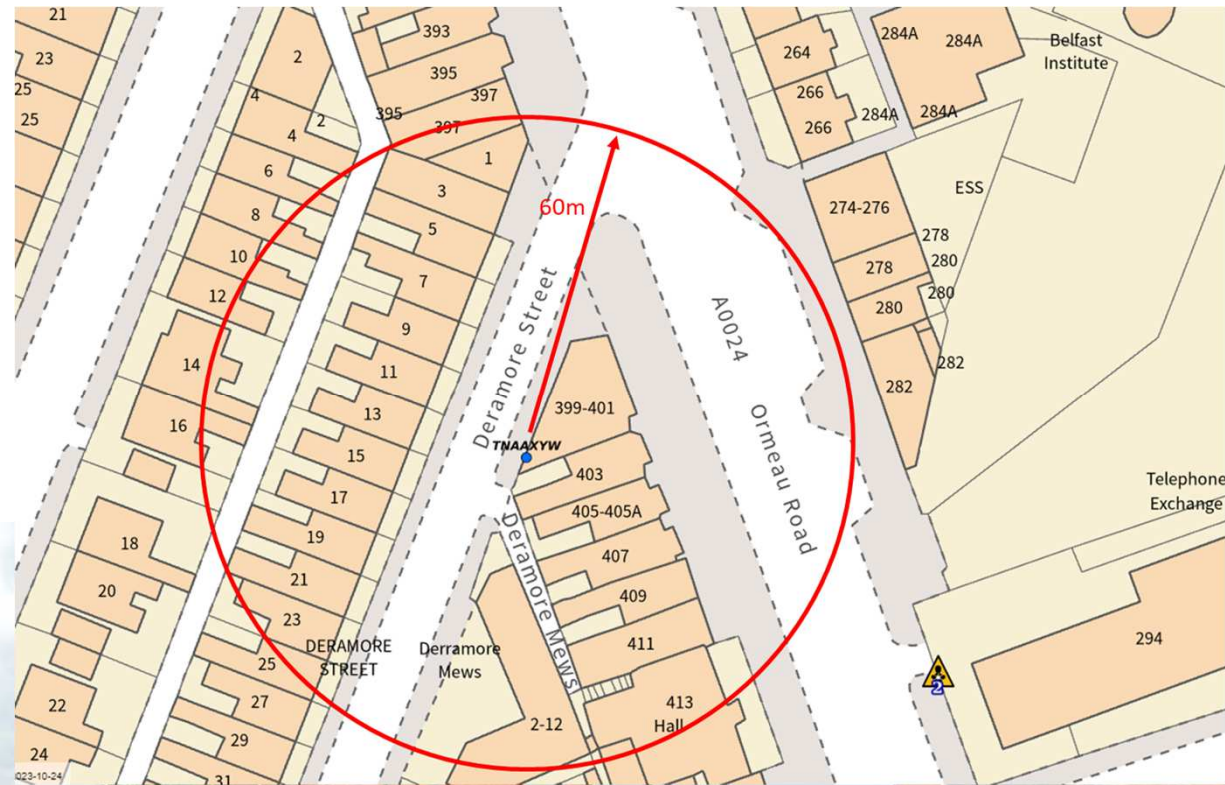 21
23
25
25
2
4
2
4
6
8
10
12
14
16
18
20
22
24
393
395
397
395
397
1
3
5
7
9
11
13
15
17
19
21
23
25
27
29
31
60m
Deramore Street
TNAAXYW
Deramore Mews
DERAMORE
STREET
Derramore
Mews
2-12
399-401
403
405-405A
407
409
411
413
Hall
A0024
Ormeau Road
264
266
266
284A
284A
284A
284A
Belfast
Institute
ESS
274-276
278
278
280
280
280
282
282
Telephone
Exchange
294
2
023-10-24